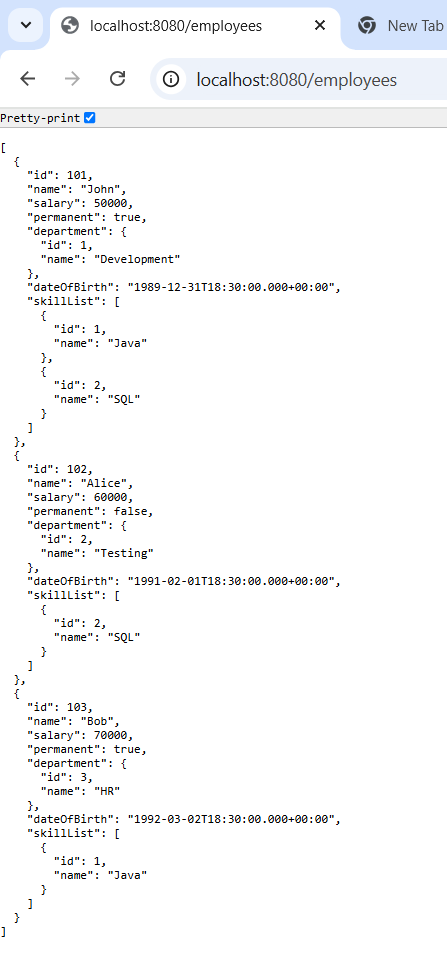 localhost:8080/employees
New Tab
localhost:8080/employees
Pretty-print
[
  {
    "id": 101,
    "name": "John",
    "salary": 50000,
    "permanent": true,
    "department": {
      "id": 1,
      "name": "Development"
    },
    "dateOfBirth": "1989-12-31T18:30:00.000+00:00",
    "skillList": [
      {
        "id": 1,
        "name": "Java"
      },
      {
        "id": 2,
        "name": "SQL"
      }
    ]
  },
  {
    "id": 102,
    "name": "Alice",
    "salary": 60000,
    "permanent": false,
    "department": {
      "id": 2,
      "name": "Testing"
    },
    "dateOfBirth": "1991-02-01T18:30:00.000+00:00",
    "skillList": [
      {
        "id": 2,
        "name": "SQL"
      }
    ]
  },
  {
    "id": 103,
    "name": "Bob",
    "salary": 70000,
    "permanent": true,
    "department": {
      "id": 3,
      "name": "HR"
    },
    "dateOfBirth": "1992-03-02T18:30:00.000+00:00",
    "skillList": [
      {
        "id": 1,
        "name": "Java"
      }
    ]
  }
]